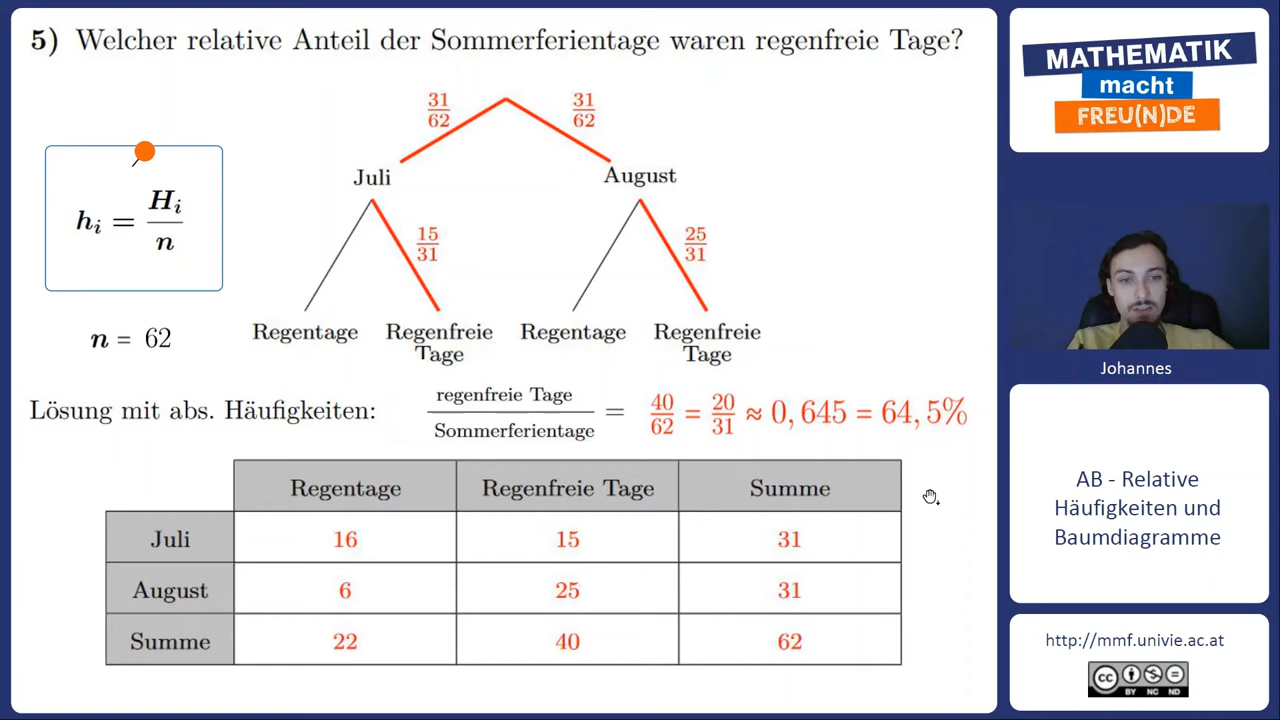 5) Welcher relative Anteil der Sommerferientage waren regenfreie Tage?
31/62 31/62
Juli August
15/31 25/31
Regentage Regenfreie Tage Regentage Regenfreie Tage
h_i = H_i/n
n = 62
Lösung mit abs. Häufigkeiten: regenfreie Tage/Sommerferientage = 40/62 = 20/31 ≈ 0,645 = 64,5%
Regentage Regenfreie Tage Summe
Juli 16 15 31
August 6 25 31
Summe 22 40 62
MATHEMATIK
macht
FREU(N)DE
Johannes
AB - Relative
Häufigkeiten und
Baumdiagramme
http://mmf.univie.ac.at
cc
BY NC ND